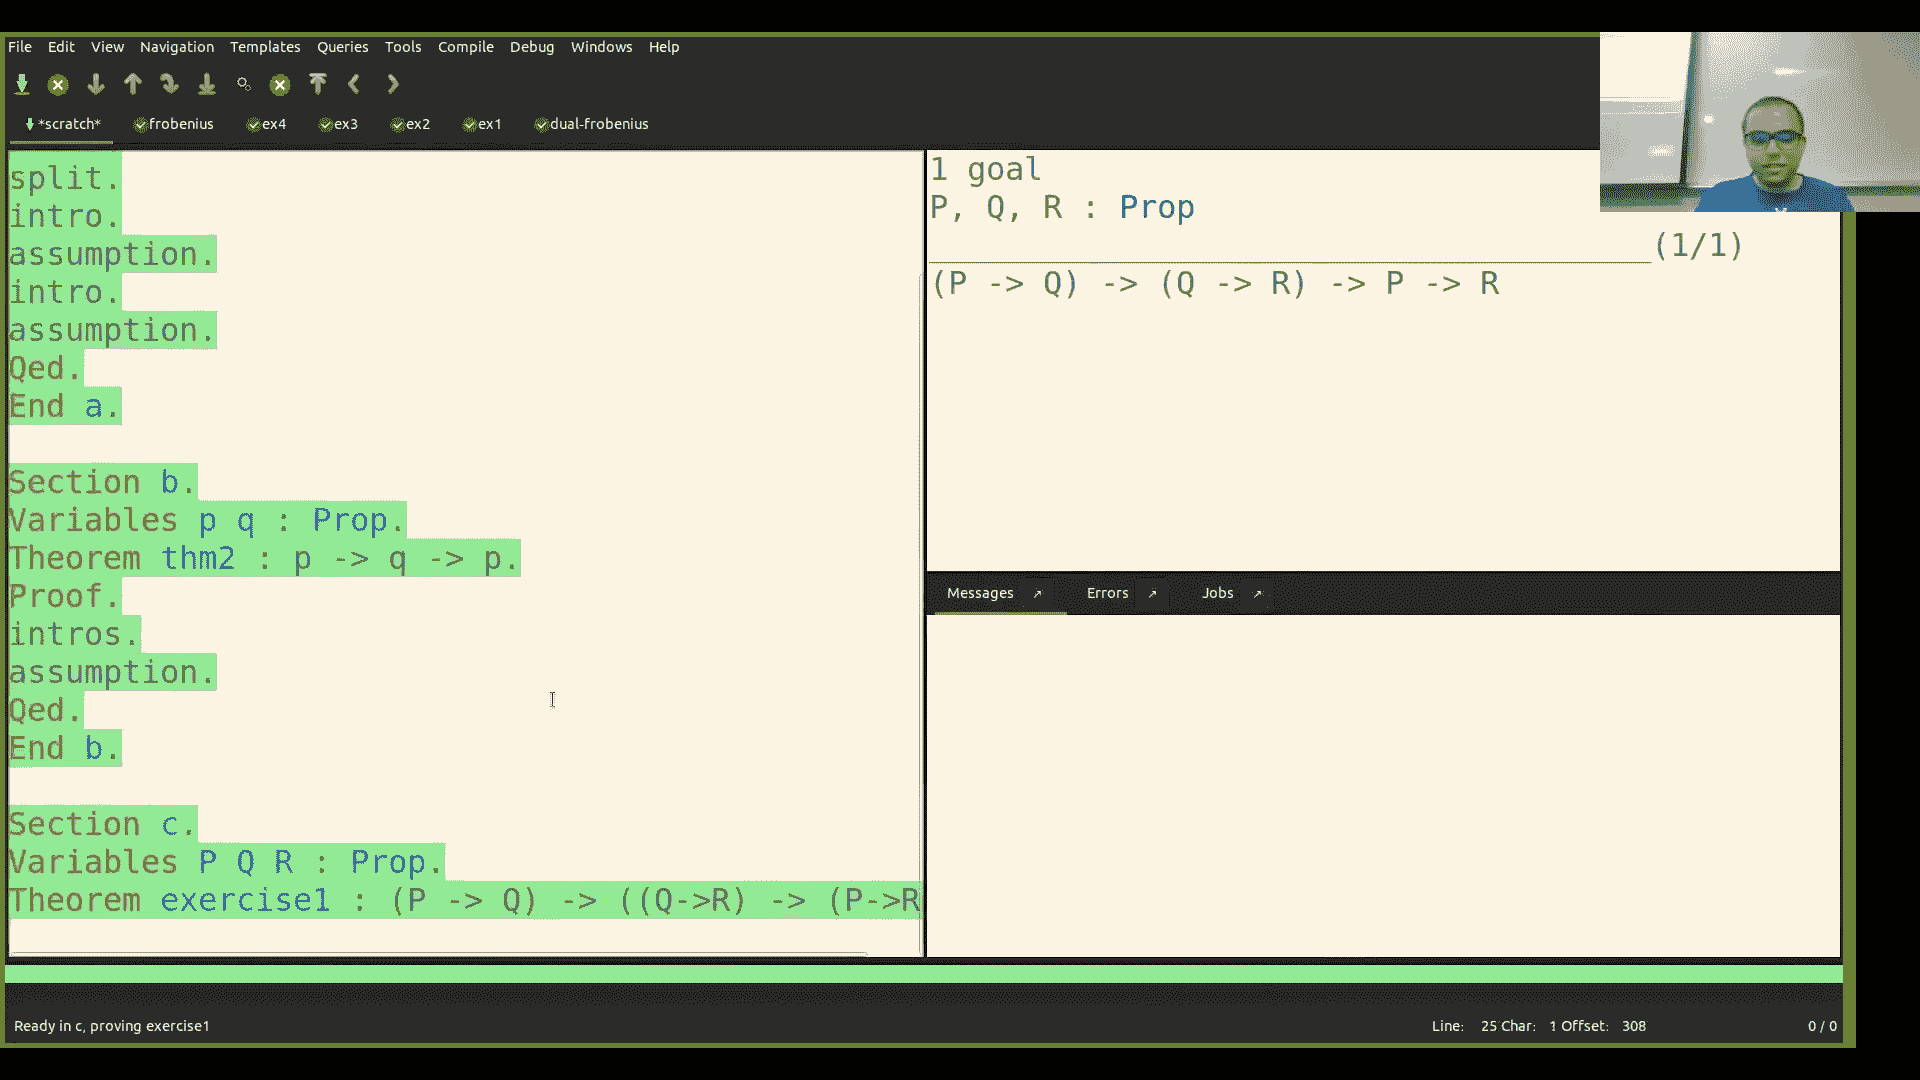 File Edit View Navigation Templates Queries Tools Compile Debug Windows Help
*scratch* frobenius ex4 ex3 ex2 ex1 dual-frobenius
split.
intro.
assumption.
intro.
assumption.
Qed.
End a.
Section b.
Variables p q : Prop.
Theorem thm2 : p -> q -> p.
Proof.
intros.
assumption.
Qed.
End b.
Section c.
Variables P Q R : Prop.
Theorem exercise1 : (P -> Q) -> ((Q->R) -> (P->R
1 goal
P, Q, R : Prop
(1/1)
(P -> Q) -> (Q -> R) -> P -> R
Messages Errors Jobs
Ready in c, proving exercise1
Line: 25 Char: 1 Offset: 308
0 / 0